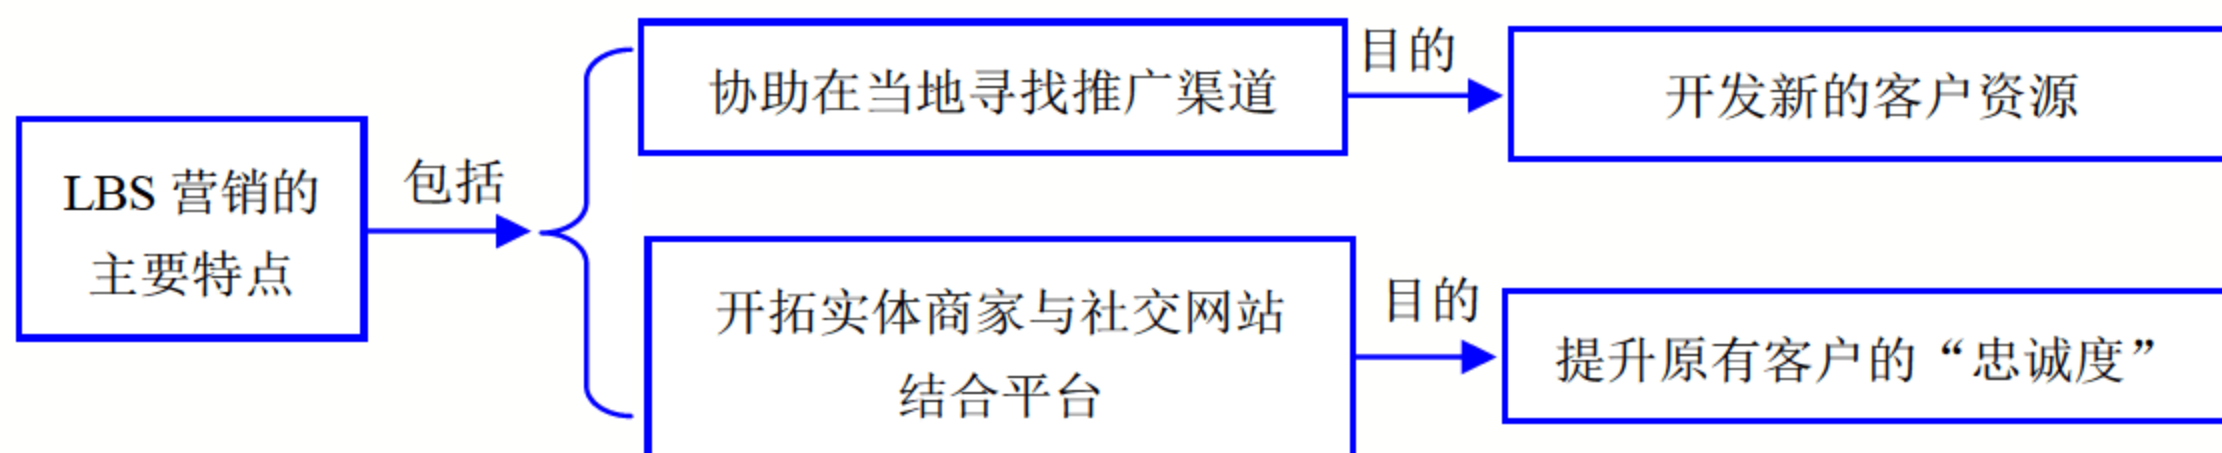 LBS 营销的
主要特点
包括
协助在当地寻找推广渠道
目的
开发新的客户资源
开拓实体商家与社交网站
结合平台
目的
提升原有客户的“忠诚度”